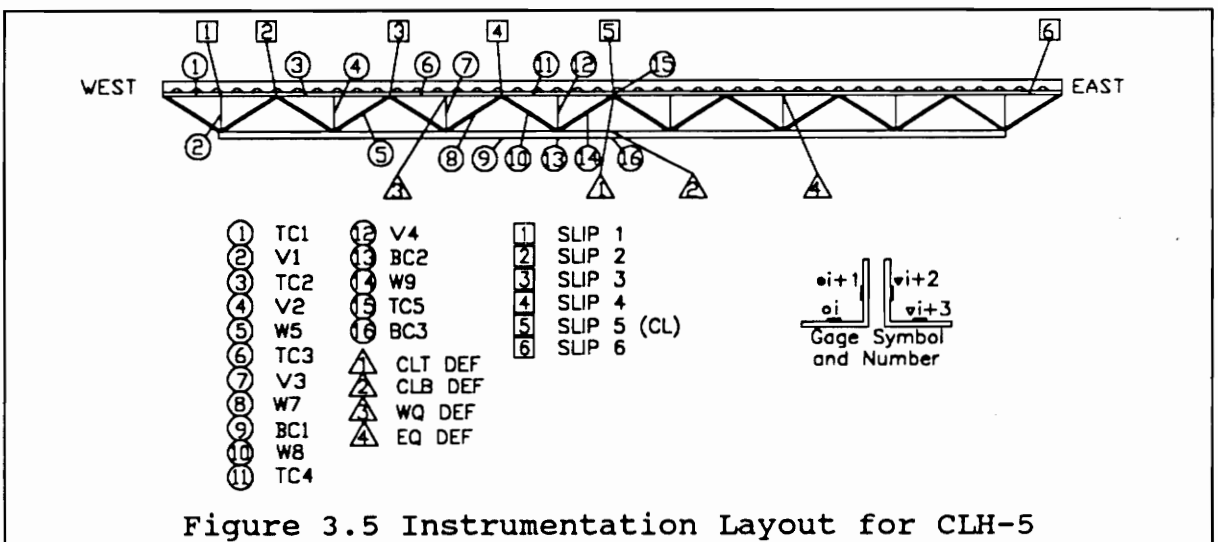 1 2 3 4 5 6
1 3 4 6 7 11 12 15
WEST EAST
2 5 8 9 10 13 14 16
3 1 2 4
1 TC1
2 V1
3 TC2
4 V2
5 W5
6 TC3
7 V3
8 W7
9 BC1
10 W8
11 TC4
12 V4
13 BC2
14 W9
15 TC5
16 BC3
1 CLT DEF
2 CLB DEF
3 WQ DEF
4 EQ DEF
1 SLIP 1
2 SLIP 2
3 SLIP 3
4 SLIP 4
5 SLIP 5 (CL)
6 SLIP 6
i+1 i+2
i i+3
Gage Symbol
and Number
Figure 3.5 Instrumentation Layout for CLH-5